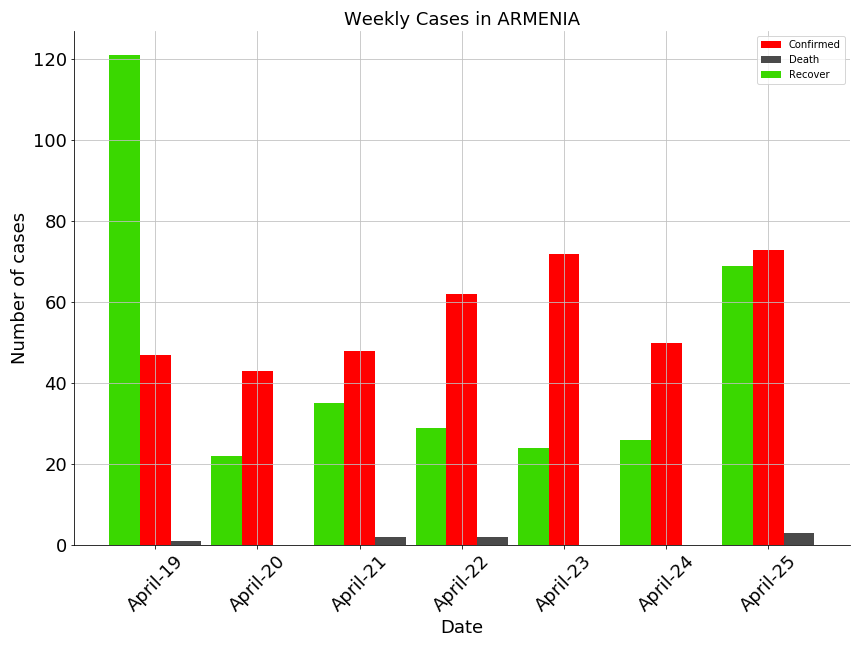 Weekly Cases in ARMENIA
Confirmed
Death
Recover
Number of cases
120
100
80
60
40
20
0
April-19
April-20
April-21
April-22
April-23
April-24
April-25
Date